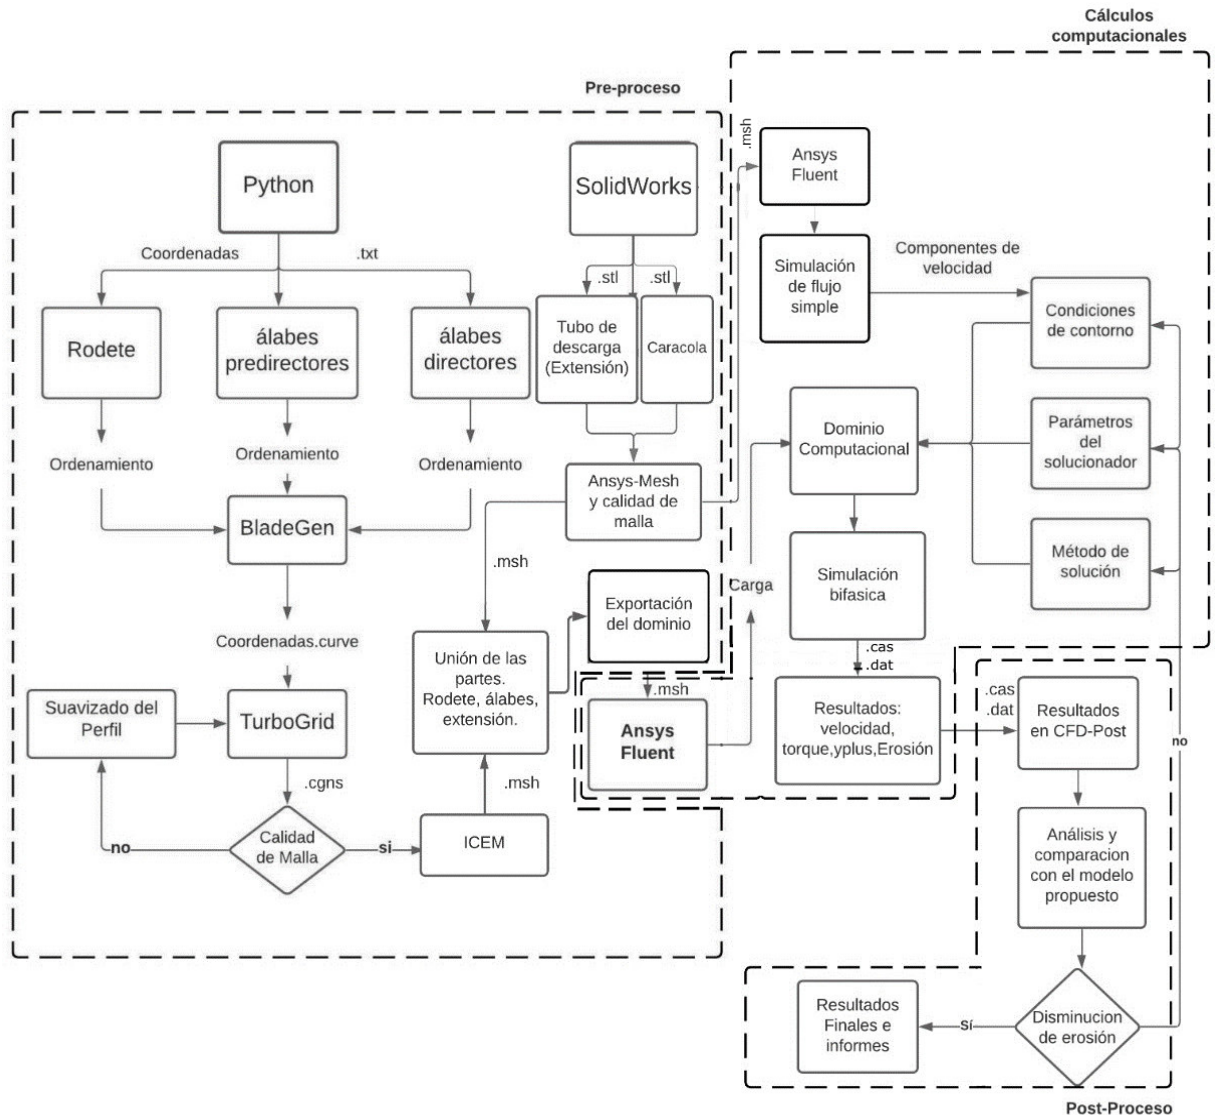 Cálculos
computacionales
Pre-proceso
Python
SolidWorks
Coordenadas
.txt
.stl
.stl
Rodete
álabes
predirectores
álabes
directores
Tubo de
descarga
(Extensión)
Caracola
Ordenamiento
Ordenamiento
Ordenamiento
Ansys-Mesh
y calidad de
malla
BladeGen
.msh
Coordenadas.curve
Exportación
del dominio
Unión de las
partes.
Rodete, álabes,
extensión.
Suavizado del
Perfil
TurboGrid
.cgns
.msh
Calidad
de Malla
no
si
ICEM
.msh
Ansys
Fluent
Simulación
de flujo
simple
Componentes de
velocidad
Condiciones
de contorno
Parámetros
del
solucionador
Método de
solución
Dominio
Computacional
Simulación
bifasica
Carga
.cas
.dat
.msh
Ansys
Fluent
Resultados:
velocidad,
torque,yplus,Erosión
.cas
.dat
Resultados
en CFD-Post
no
Análisis y
comparacion
con el modelo
propuesto
Disminucion
de erosión
Sí
Resultados
Finales e
informes
Post-Proceso